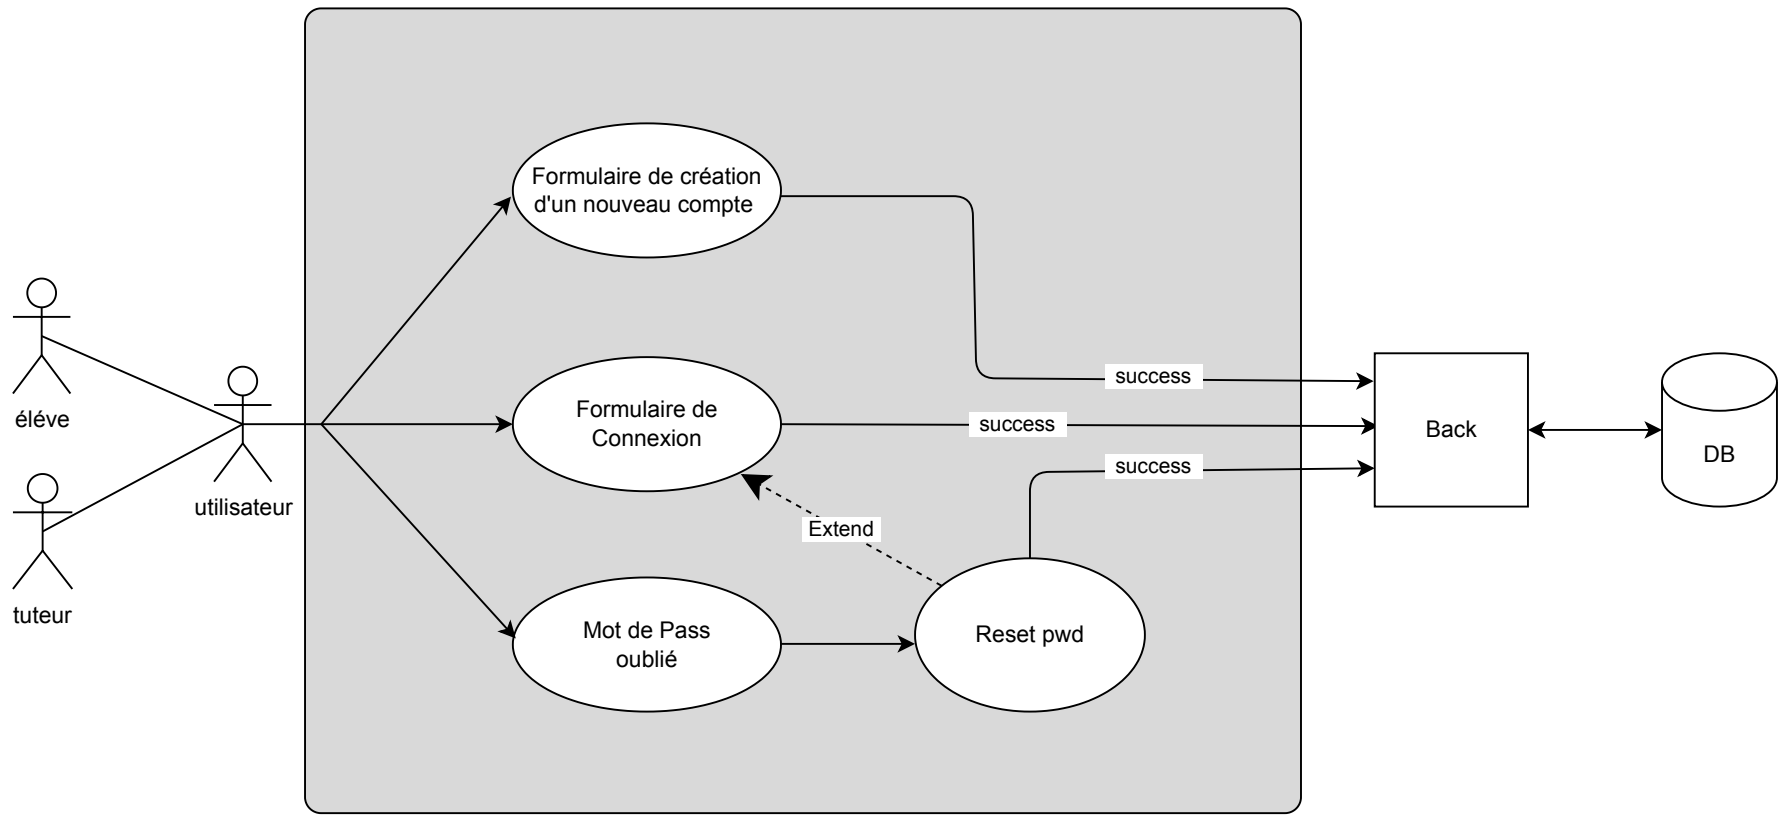 Formulaire de création
d'un nouveau compte
success
éléve
utilisateur
Formulaire de
Connexion
success
Back
DB
success
Extend
tuteur
Mot de Pass
oublié
Reset pwd